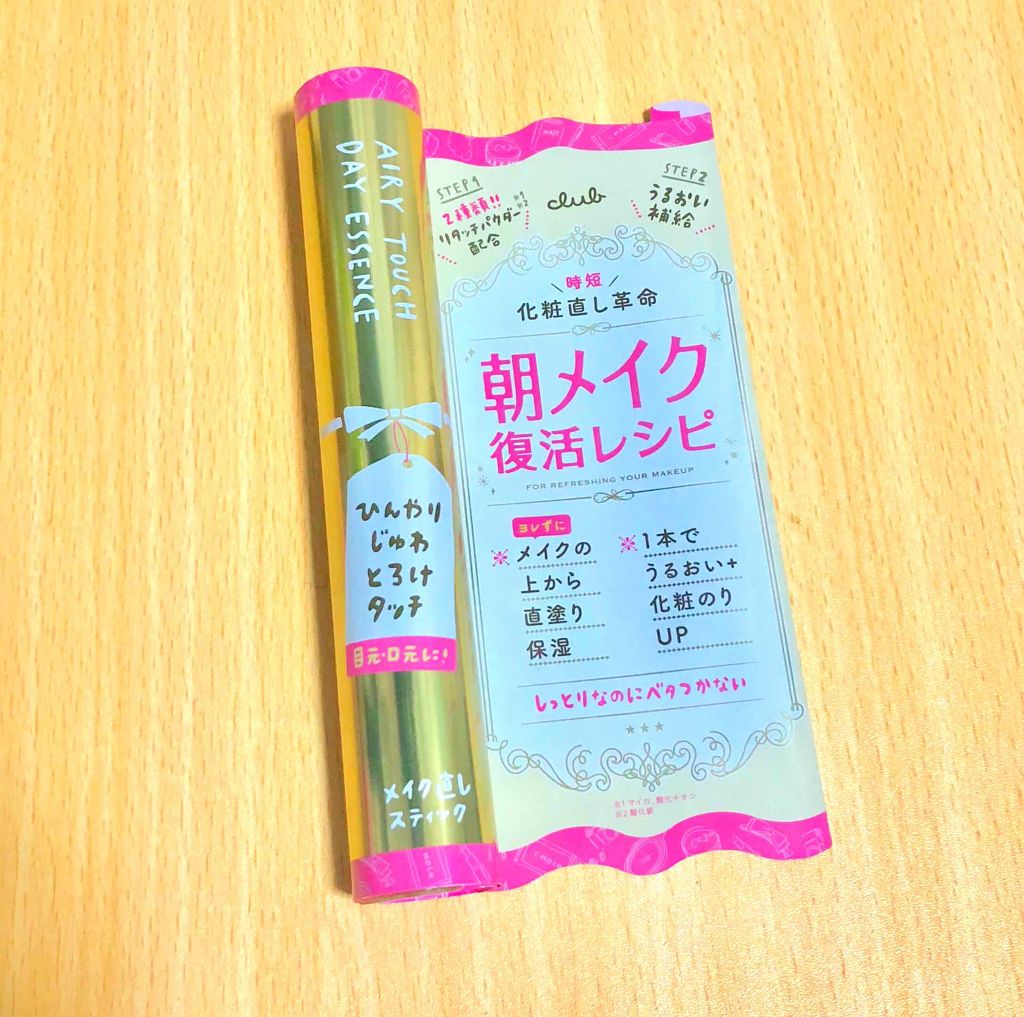 AIRY TOUCH
DAY ESSENCE
ひんやり
じゅわ
とろけ
タッチ
目元・口元に!
メイク直し
スティック
STEP1
2種類!!※1
リタッチパウダー※2
配合
club
STEP2
うるおい
補給
時短
化粧直し革命
朝メイク
復活レシピ
FOR REFRESHING YOUR MAKEUP
ヨレずに
メイクの
上から
直塗り
保湿
1本で
うるおい+
化粧のり
UP
しっとりなのにベタつかない
※1 マイカ、酸化チタン
※2 酸化鉄